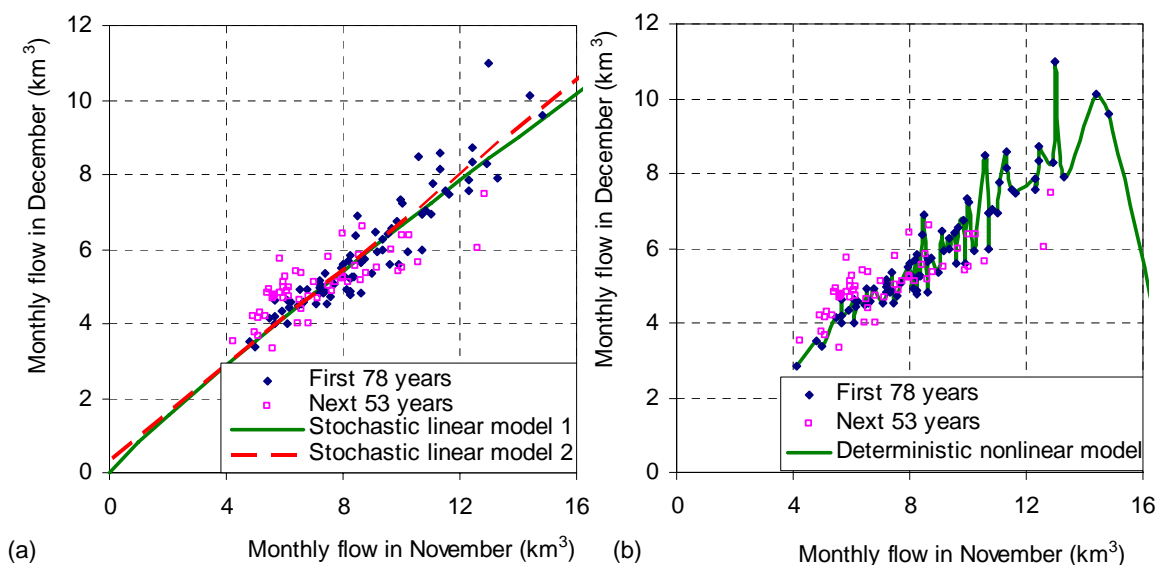 12
10
8
6
4
2
0
Monthly flow in December (km3)
First 78 years
Next 53 years
Stochastic linear model 1
Stochastic linear model 2
0 4 8 12 16
(a) Monthly flow in November (km3)
12
10
8
6
4
2
0
Monthly flow in December (km3)
First 78 years
Next 53 years
Deterministic nonlinear model
0 4 8 12 16
(b) Monthly flow in November (km3)